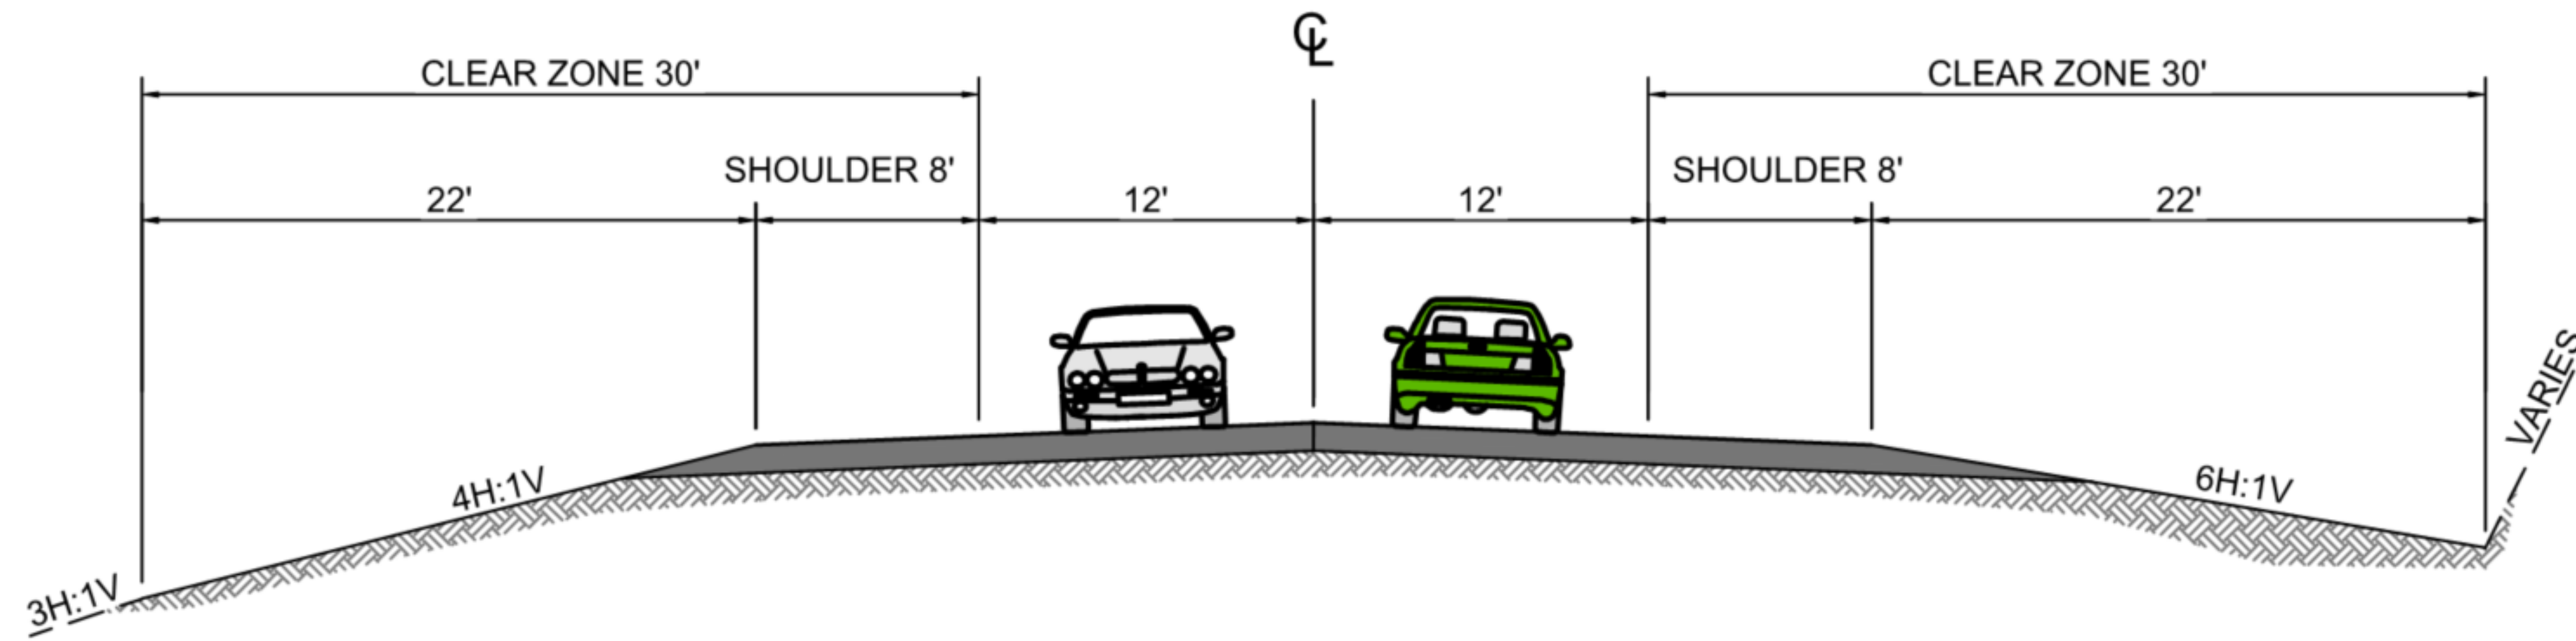 ℄
CLEAR ZONE 30'
CLEAR ZONE 30'
SHOULDER 8'
SHOULDER 8'
22'
12'
12'
22'
VARIES
4H:1V
6H:1V
3H:1V